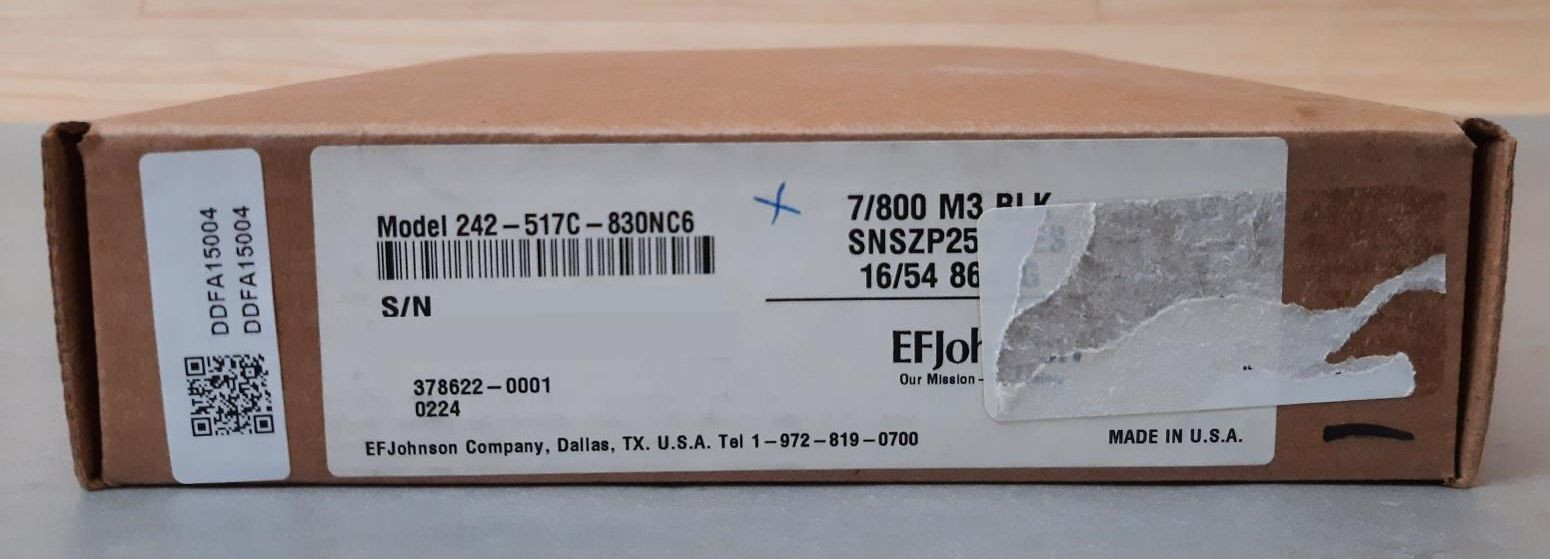 DDFA15004
DDFA15004
Model 242-517C-830NC6
S/N
378622-0001
0224
EFJohnson Company, Dallas, TX. U.S.A. Tel 1-972-819-0700
7/800 M3 BLK
SNSZP25
16/54 86
EFJoh
Our Mission-
MADE IN U.S.A.